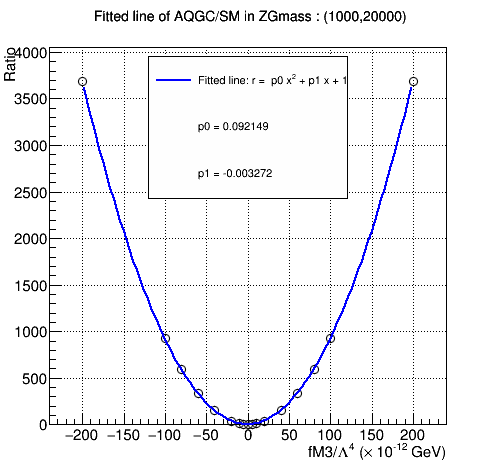 Fitted line of AQGC/SM in ZGmass : (1000,20000)
Ratio
4000
3500
3000
2500
2000
1500
1000
500
0
Fitted line: r = p0 x² + p1 x + 1
p0 = 0.092149
p1 = -0.003272
−200 −150 −100 −50 0 50 100 150 200
fM3/Λ⁴ (× 10⁻¹² GeV)